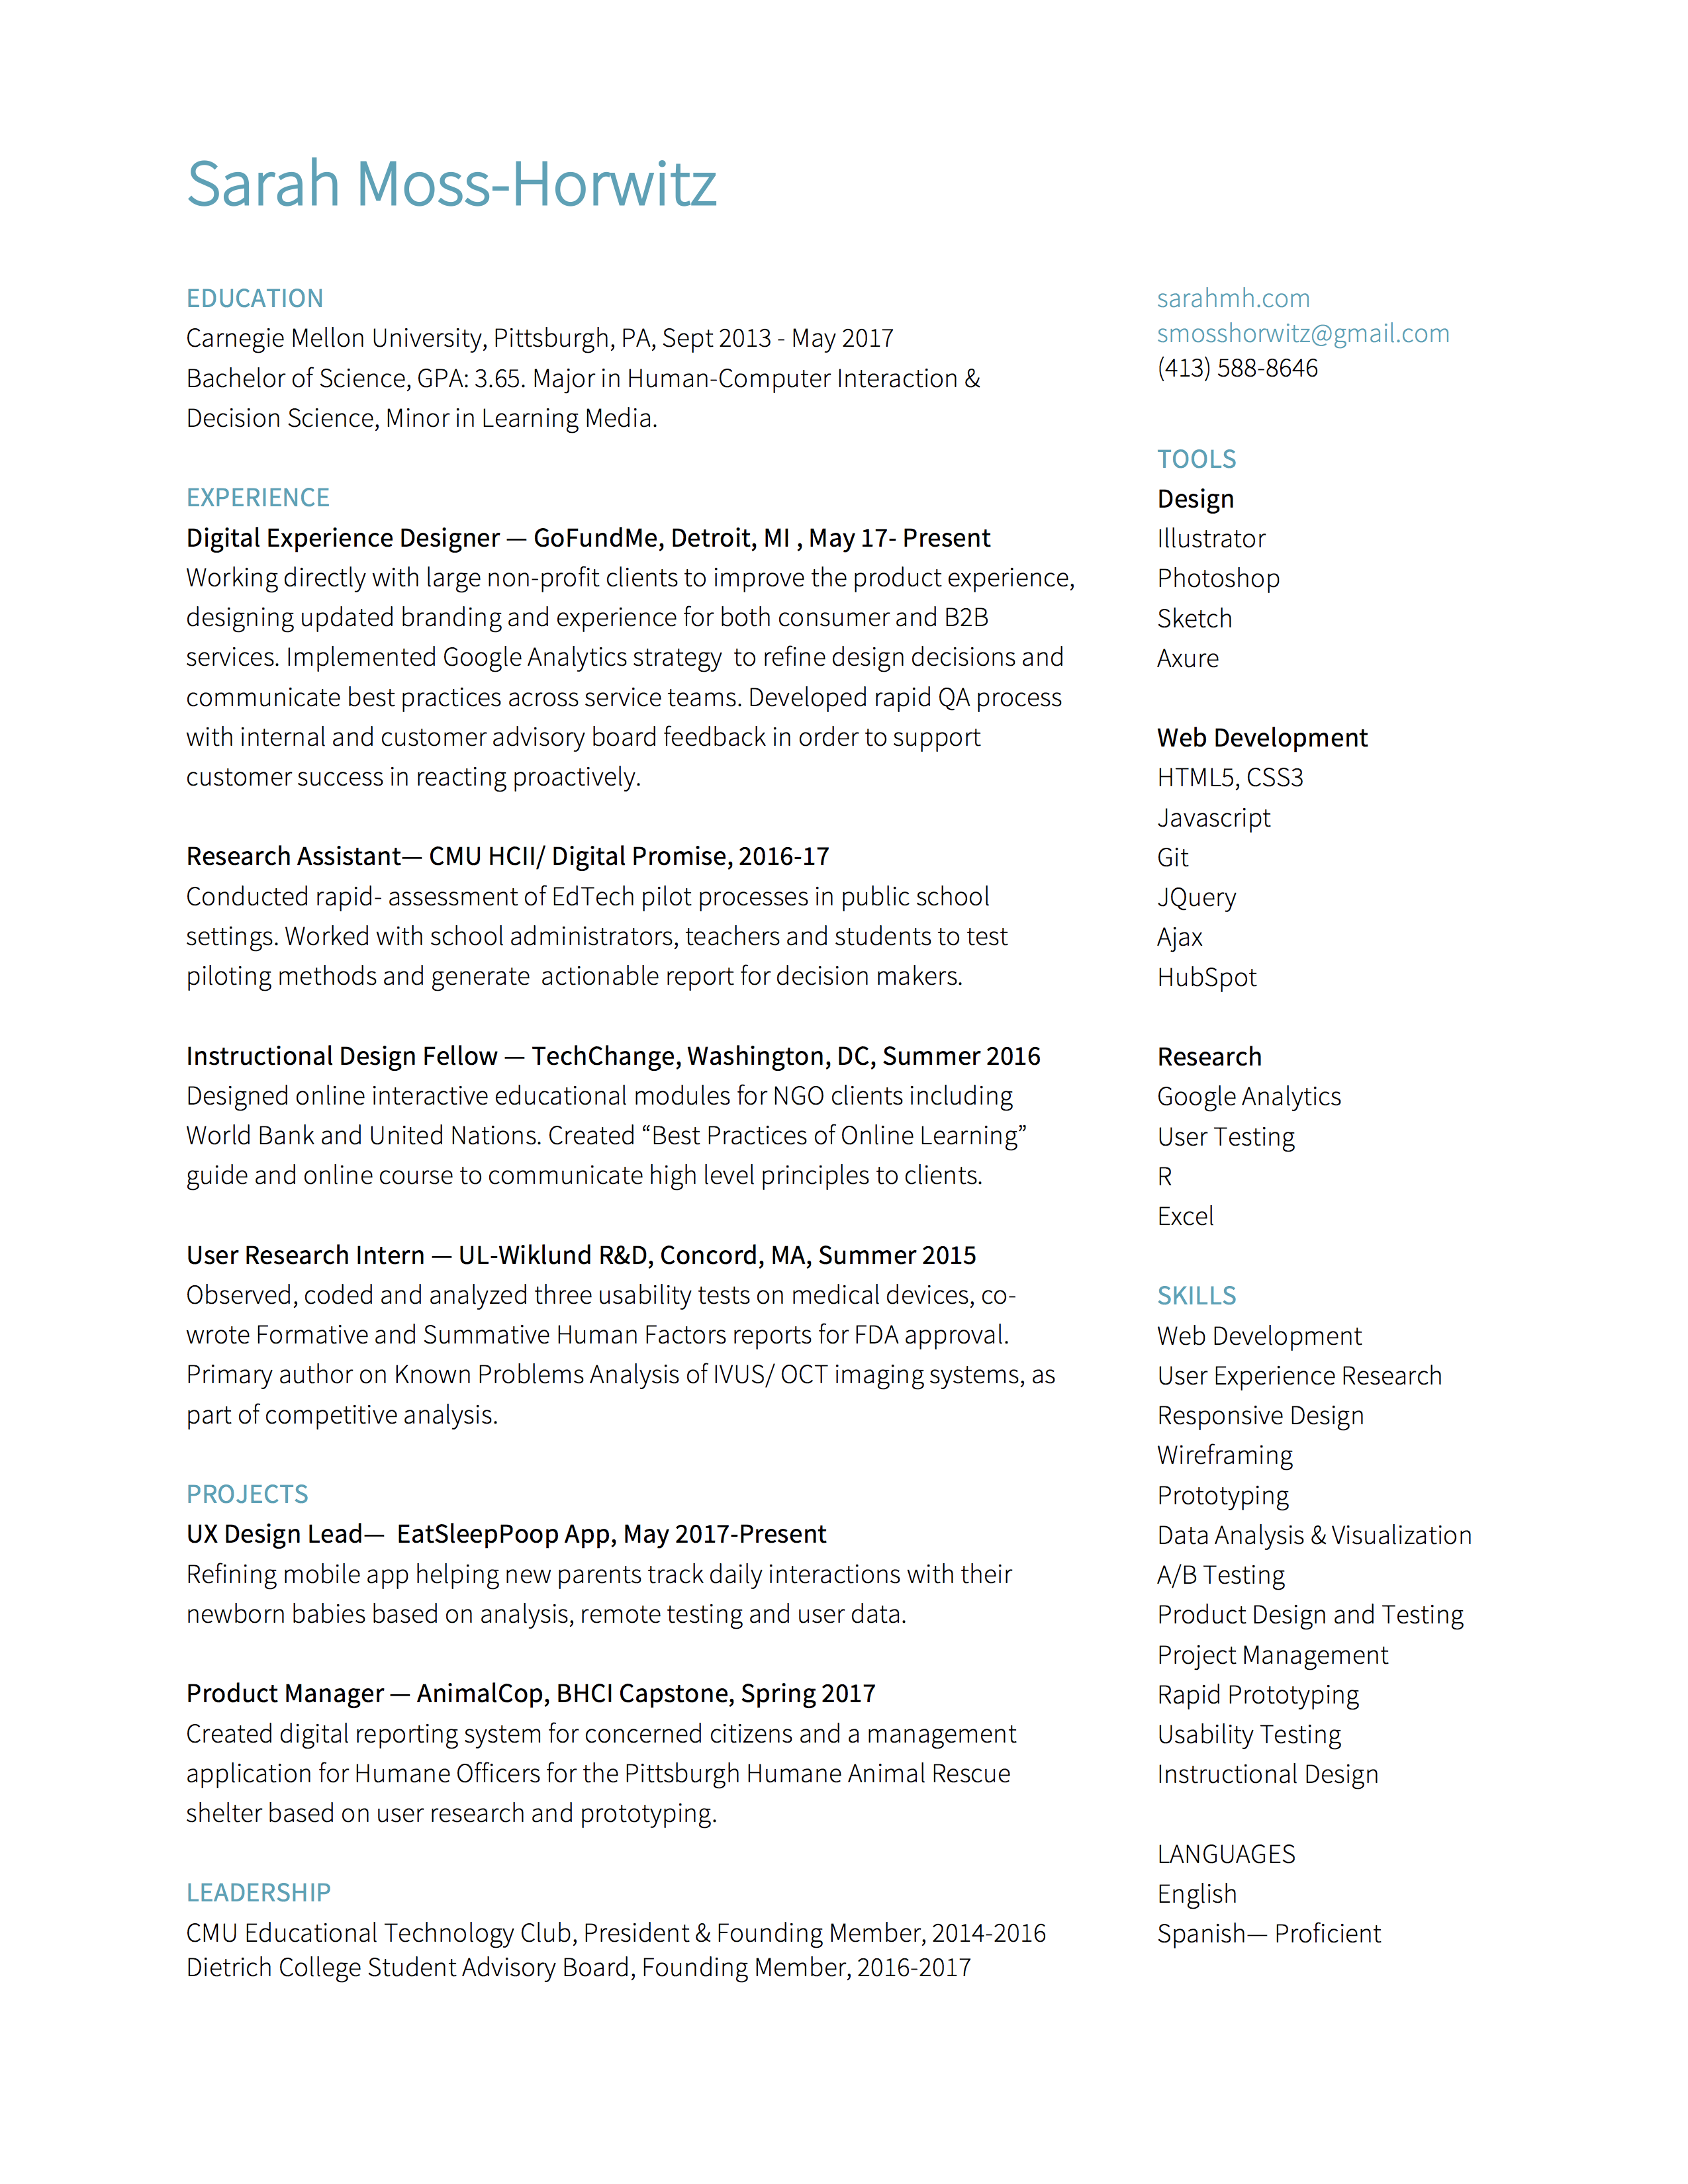 Sarah Moss-Horwitz
EDUCATION
Carnegie Mellon University, Pittsburgh, PA, Sept 2013 - May 2017
Bachelor of Science, GPA: 3.65. Major in Human-Computer Interaction &
Decision Science, Minor in Learning Media.
EXPERIENCE
Digital Experience Designer — GoFundMe, Detroit, MI , May 17- Present
Working directly with large non-profit clients to improve the product experience,
designing updated branding and experience for both consumer and B2B
services. Implemented Google Analytics strategy  to refine design decisions and
communicate best practices across service teams. Developed rapid QA process
with internal and customer advisory board feedback in order to support
customer success in reacting proactively.
Research Assistant— CMU HCII/ Digital Promise, 2016-17
Conducted rapid- assessment of EdTech pilot processes in public school
settings. Worked with school administrators, teachers and students to test
piloting methods and generate  actionable report for decision makers.
Instructional Design Fellow — TechChange, Washington, DC, Summer 2016
Designed online interactive educational modules for NGO clients including
World Bank and United Nations. Created “Best Practices of Online Learning”
guide and online course to communicate high level principles to clients.
User Research Intern — UL-Wiklund R&D, Concord, MA, Summer 2015
Observed, coded and analyzed three usability tests on medical devices, co-
wrote Formative and Summative Human Factors reports for FDA approval.
Primary author on Known Problems Analysis of IVUS/ OCT imaging systems, as
part of competitive analysis.
PROJECTS
UX Design Lead—  EatSleepPoop App, May 2017-Present
Refining mobile app helping new parents track daily interactions with their
newborn babies based on analysis, remote testing and user data.
Product Manager — AnimalCop, BHCI Capstone, Spring 2017
Created digital reporting system for concerned citizens and a management
application for Humane Officers for the Pittsburgh Humane Animal Rescue
shelter based on user research and prototyping.
LEADERSHIP
CMU Educational Technology Club, President & Founding Member, 2014-2016
Dietrich College Student Advisory Board, Founding Member, 2016-2017
sarahmh.com
smosshorwitz@gmail.com
(413) 588-8646
TOOLS
Design
Illustrator
Photoshop
Sketch
Axure
Web Development
HTML5, CSS3
Javascript
Git
JQuery
Ajax
HubSpot
Research
Google Analytics
User Testing
R
Excel
SKILLS
Web Development
User Experience Research
Responsive Design
Wireframing
Prototyping
Data Analysis & Visualization
A/B Testing
Product Design and Testing
Project Management
Rapid Prototyping
Usability Testing
Instructional Design
LANGUAGES
English
Spanish— Proficient